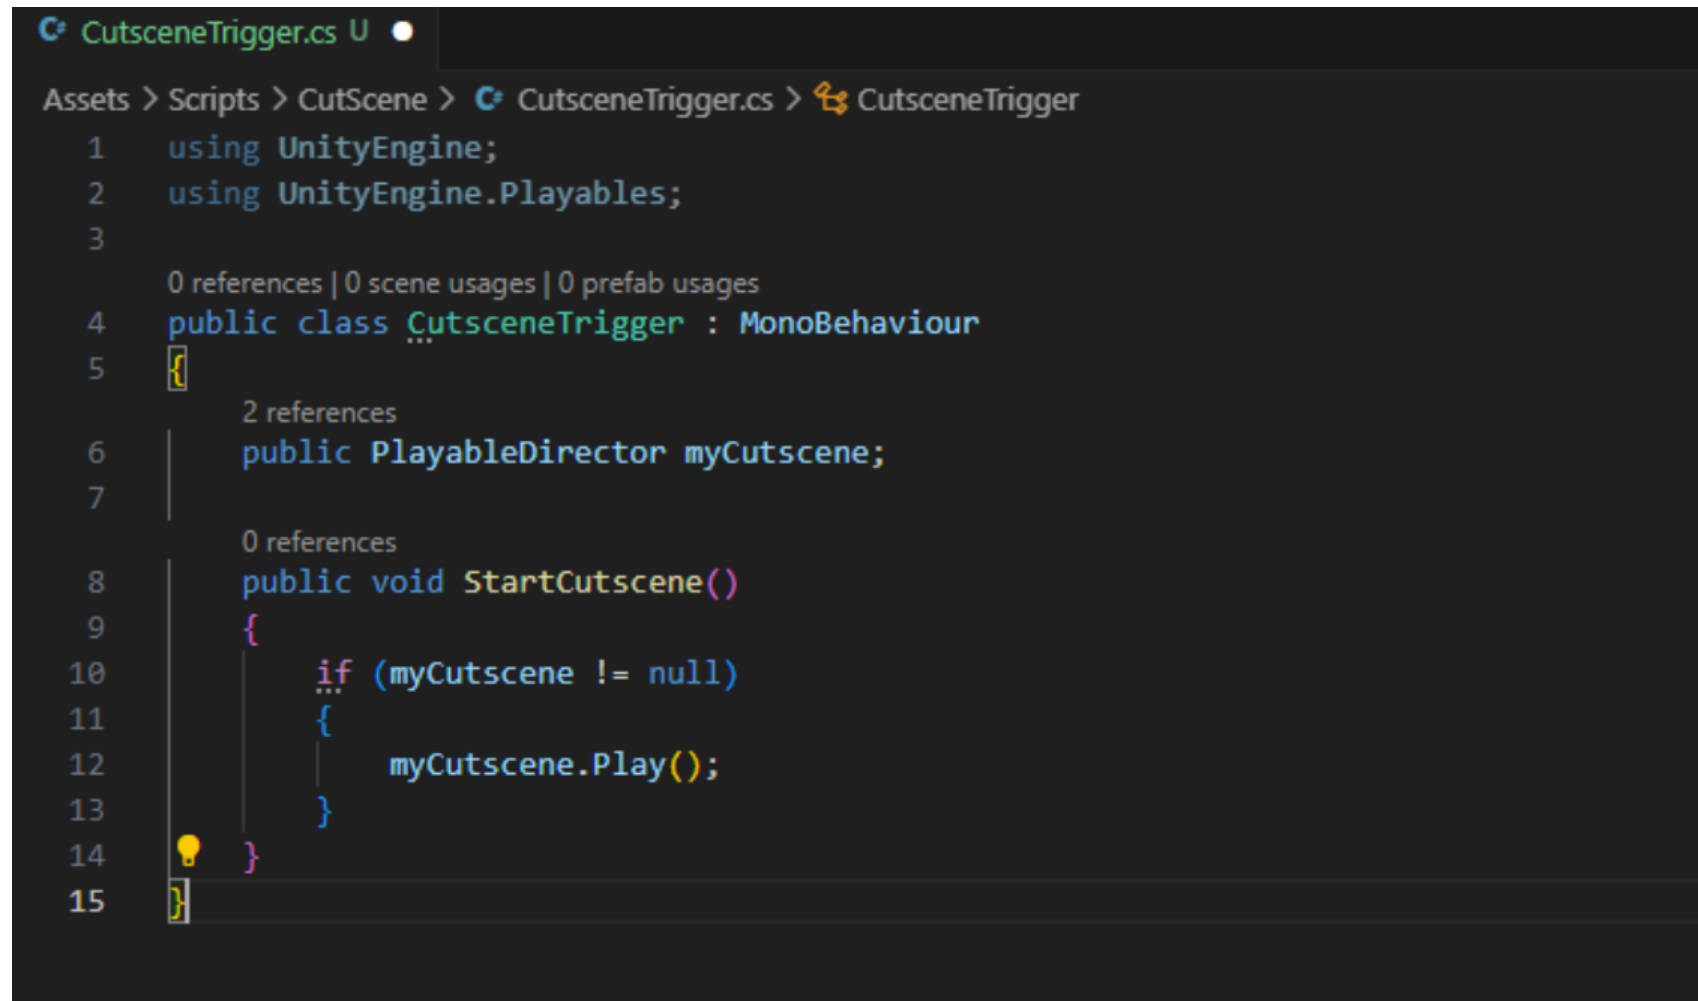 CutsceneTrigger.cs U
Assets > Scripts > CutScene > CutsceneTrigger.cs > CutsceneTrigger
1 using UnityEngine;
2 using UnityEngine.Playables;
3
0 references | 0 scene usages | 0 prefab usages
4 public class CutsceneTrigger : MonoBehaviour
5 {
2 references
6 public PlayableDirector myCutscene;
7
0 references
8 public void StartCutscene()
9 {
10 if (myCutscene != null)
11 {
12 myCutscene.Play();
13 }
14 }
15 }